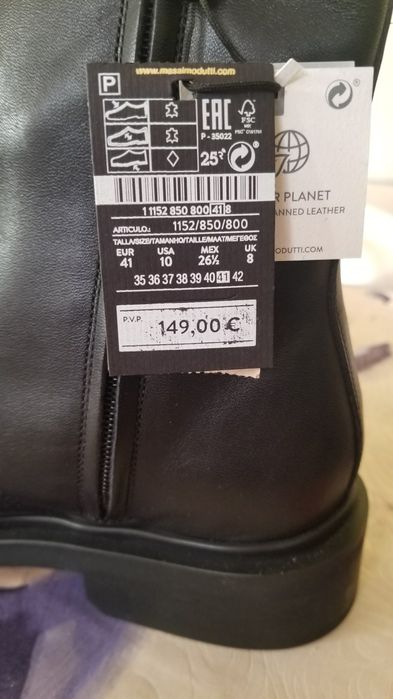 P
www.massimodutti.com
EAC
P - 35022
FSC
MIX
25
1 1152 850 800 41 8
ARTICULO.: 1152/850/800
TALLA/SIZE/TAMANHO/TAILLE/MAAT/ΜΕΓΕΘΟΣ
EUR USA MEX UK
41 10 26½ 8
35 36 37 38 39 40 41 42
P.V.P. 149,00 €
R PLANET
ANNED LEATHER
ODUTTI.COM